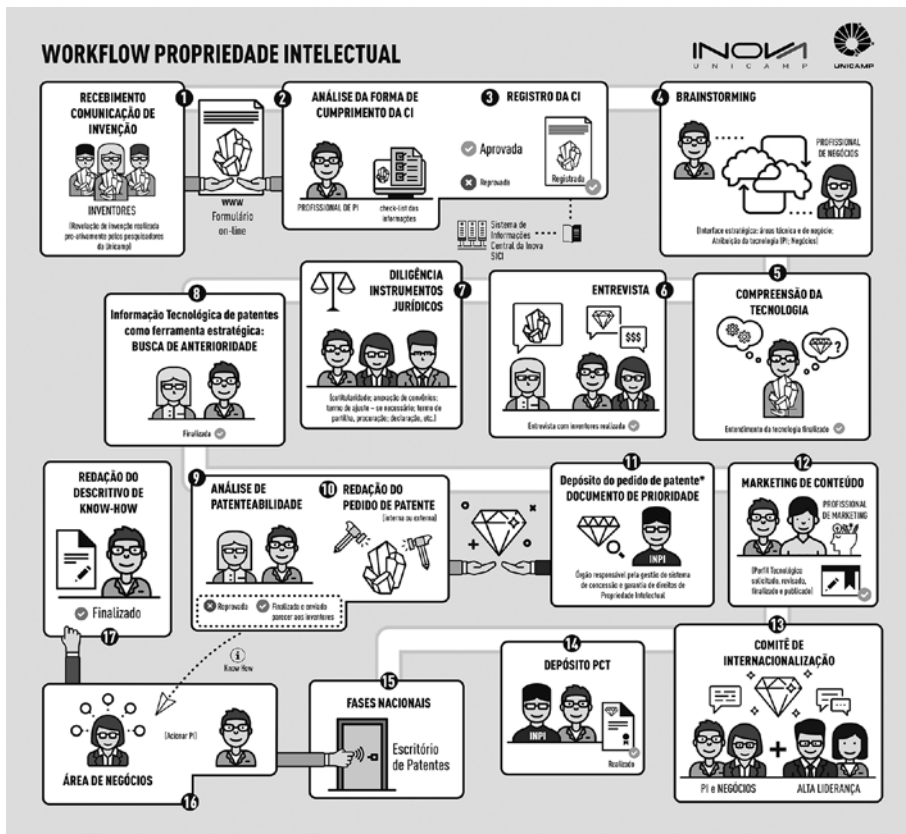 WORKFLOW PROPRIEDADE INTELECTUAL
INOVA
UNICAMP
UNICAMP
1
RECEBIMENTO
COMUNICAÇÃO DE
INVENÇÃO
INVENTORES
(Revelação de invenção realizada
pro-ativamente pelos pesquisadores
da Unicamp)
WWW
Formulário
on-line
2
ANÁLISE DA FORMA DE
CUMPRIMENTO DA CI
PROFISSIONAL DE PI
check-list das
informações
3
REGISTRO DA CI
Aprovada
Reprovado
Registrada
Sistema de
Informações
Central da Inova
SICI
4
BRAINSTORMING
PROFISSIONAL
DE NEGÓCIOS
(Interface estratégica: áreas técnica e de negócio;
Atribuição da tecnologia (PI; Negócios)
5
COMPREENSÃO DA
TECNOLOGIA
?
Entendimento da tecnologia finalizado
6
ENTREVISTA
$$$
Entrevista com inventores realizada
7
DILIGÊNCIA
INSTRUMENTOS
JURÍDICOS
(cotitularidade; anexação de convênios;
termo de ajuste – se necessário; termo de
partilha, procuração; declaração, etc.)
8
Informação Tecnológica de patentes
como ferramenta estratégica:
BUSCA DE ANTERIORIDADE
Finalizado
9
ANÁLISE DE
PATENTEABILIDADE
Reprovado
Finalizada e enviado
parecer aos inventores
10
REDAÇÃO DO
PEDIDO DE PATENTE
(interna ou externa)
11
Depósito do pedido de patente*
DOCUMENTO DE PRIORIDADE
INPI
Órgão responsável pela gestão do sistema
de concessão e garantia de direitos de
Propriedade Intelectual
12
MARKETING DE CONTEÚDO
PROFISSIONAL
DE MARKETING
(Perfil Tecnológico
solicitado, revisado,
finalizado e publicado)
13
COMITÊ DE
INTERNACIONALIZAÇÃO
PI e NEGÓCIOS
ALTA LIDERANÇA
14
DEPÓSITO PCT
INPI
Realizado
15
FASES NACIONAIS
Escritório
de Patentes
16
ÁREA DE NEGÓCIOS
(Acionar PI)
i
Know How
17
REDAÇÃO DO
DESCRITIVO DE
KNOW-HOW
Finalizado